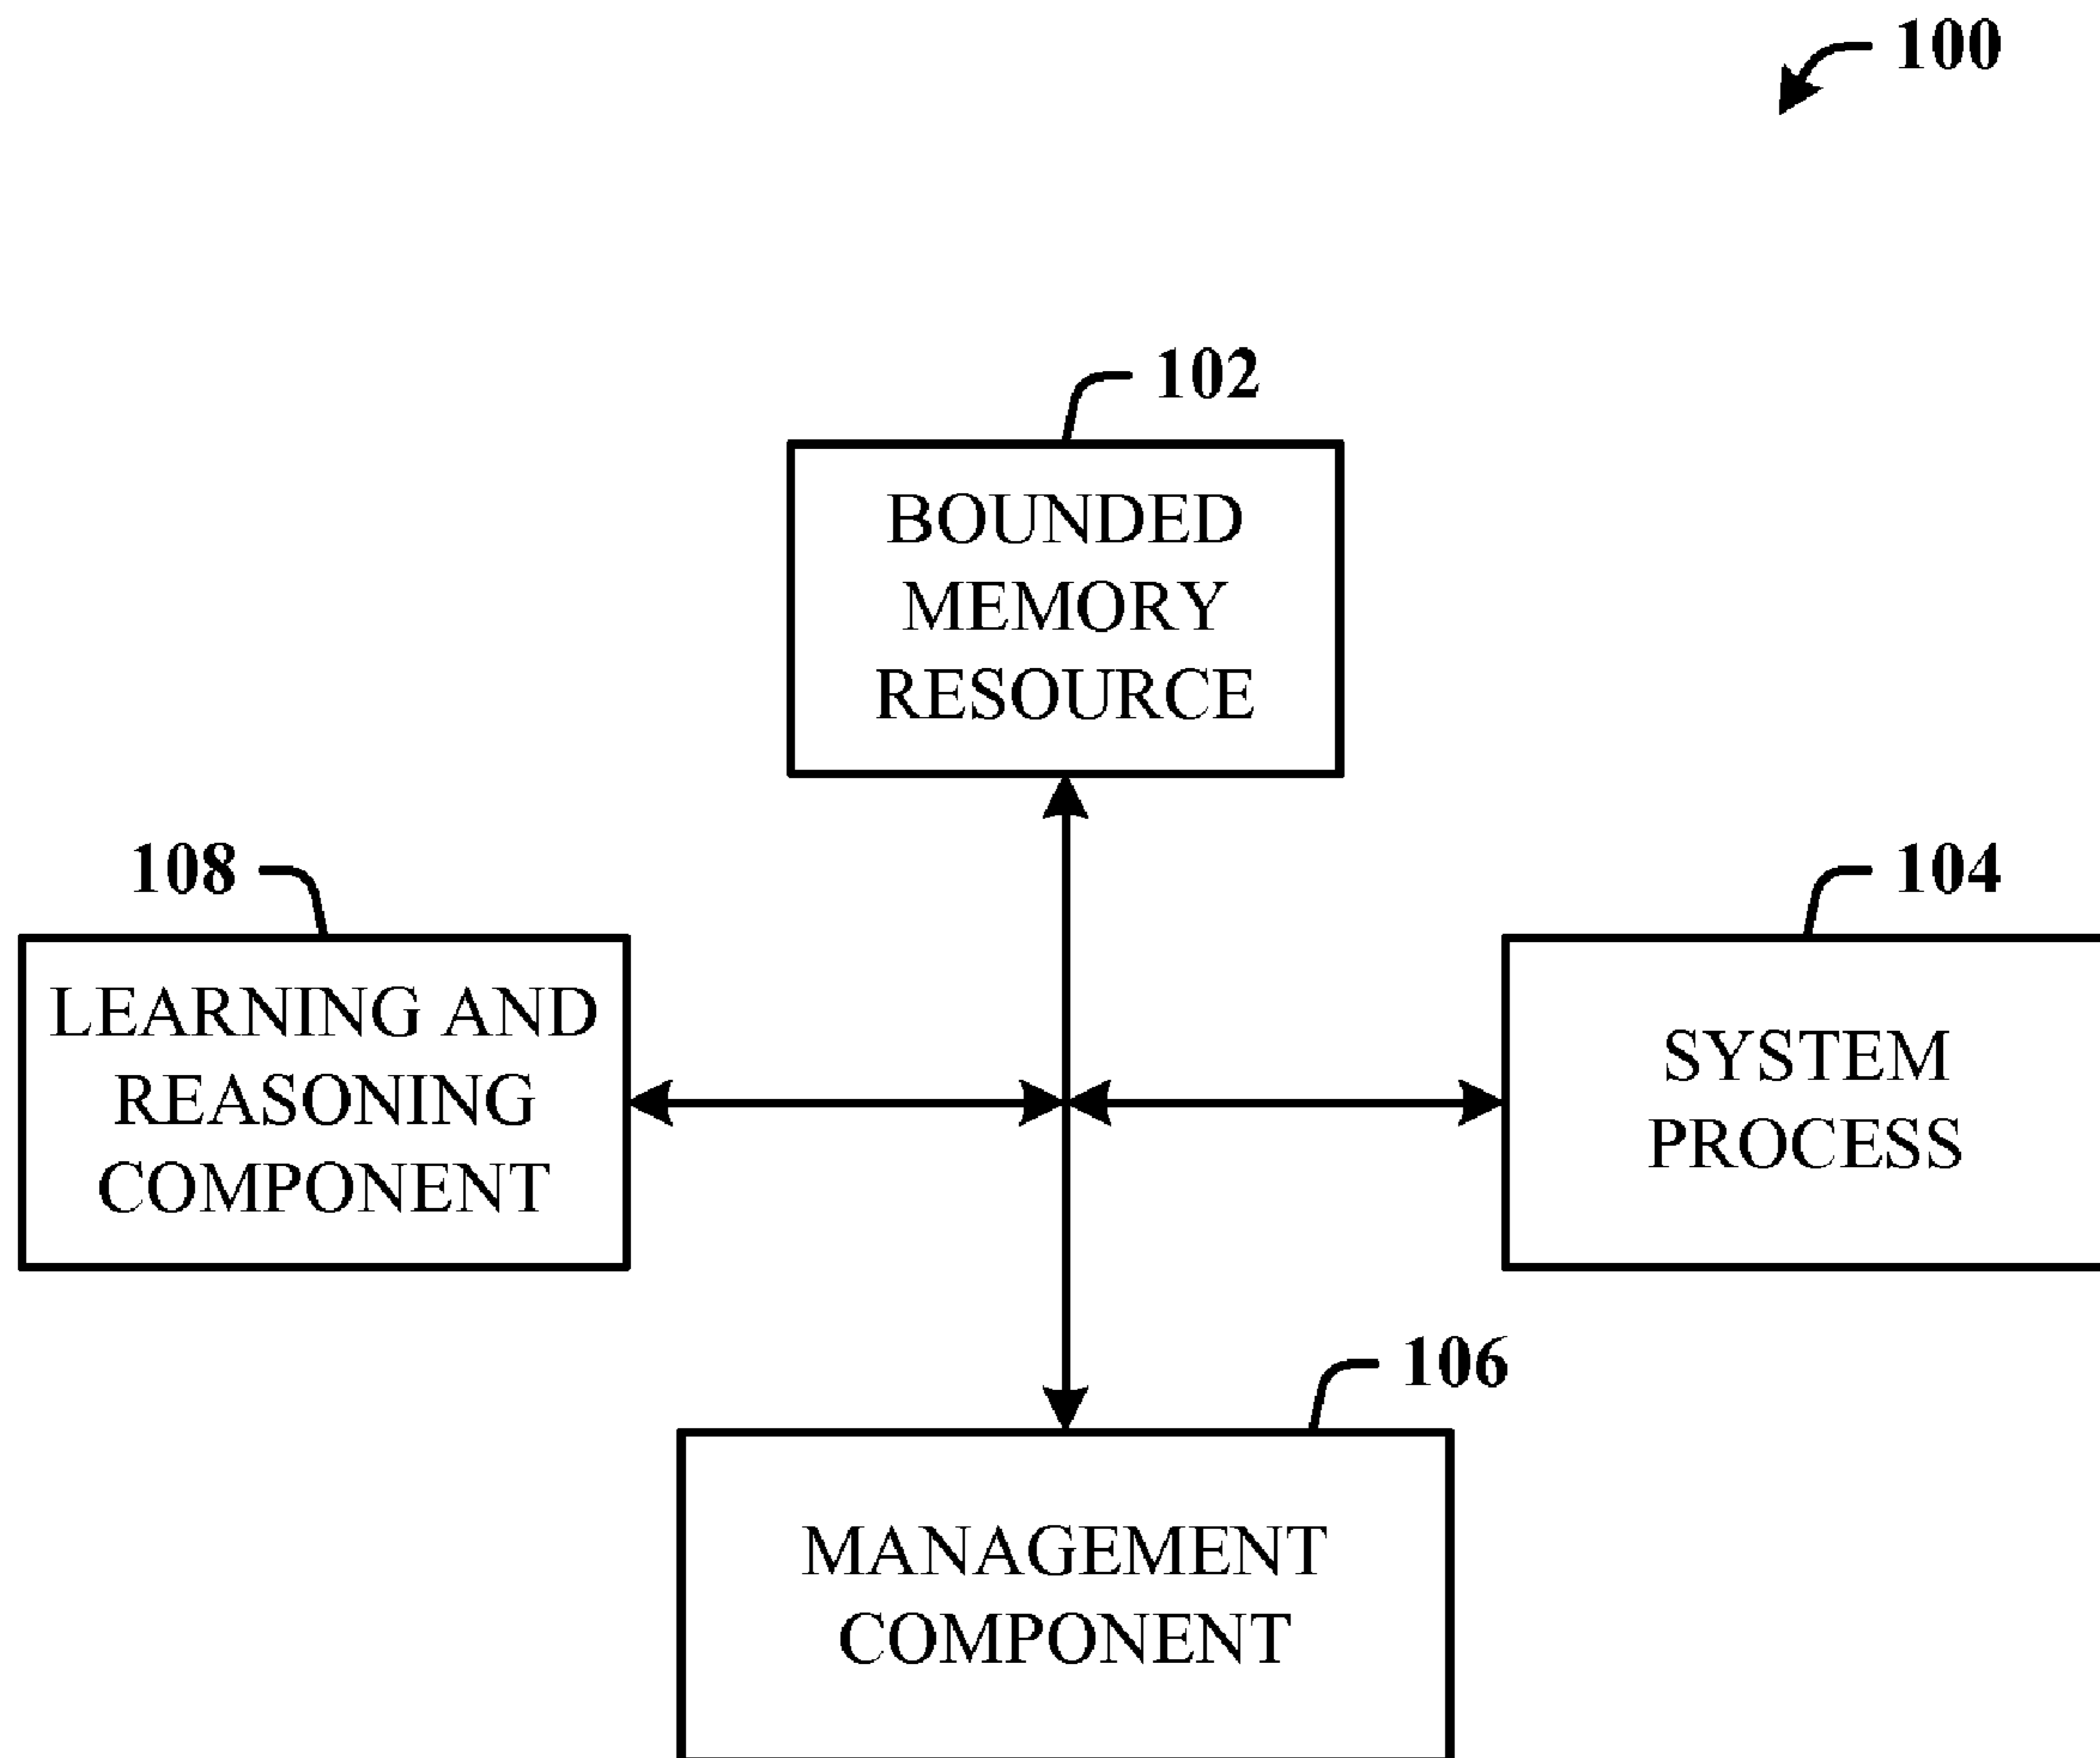 100
102
BOUNDED
MEMORY
RESOURCE
108
104
LEARNING AND
REASONING
COMPONENT
SYSTEM
PROCESS
106
MANAGEMENT
COMPONENT